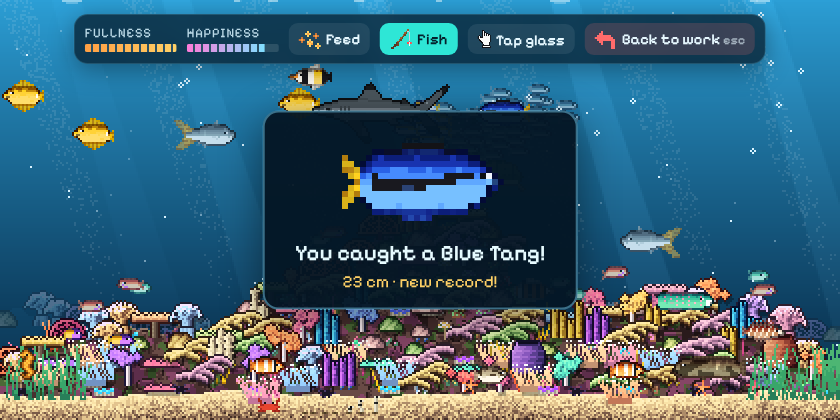 FULLNESS
HAPPINESS
Feed
Fish
Tap glass
Back to work esc
You caught a Blue Tang!
23 cm · new record!